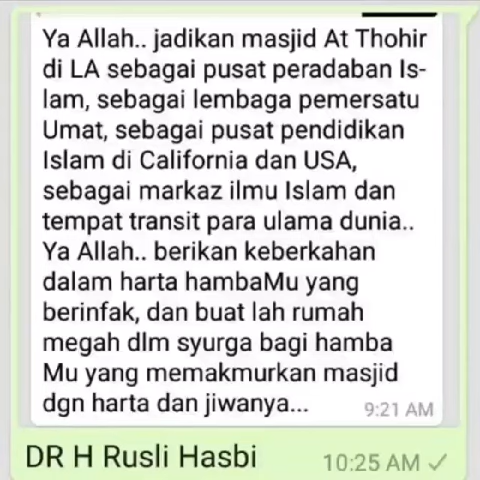 Ya Allah.. jadikan masjid At Thohir
di LA sebagai pusat peradaban Is-
lam, sebagai lembaga pemersatu
Umat, sebagai pusat pendidikan
Islam di California dan USA,
sebagai markaz ilmu Islam dan
tempat transit para ulama dunia..
Ya Allah.. berikan keberkahan
dalam harta hambaMu yang
berinfak, dan buat lah rumah
megah dlm syurga bagi hamba
Mu yang memakmurkan masjid
dgn harta dan jiwanya...
9:21 AM
DR H Rusli Hasbi
10:25 AM ✓